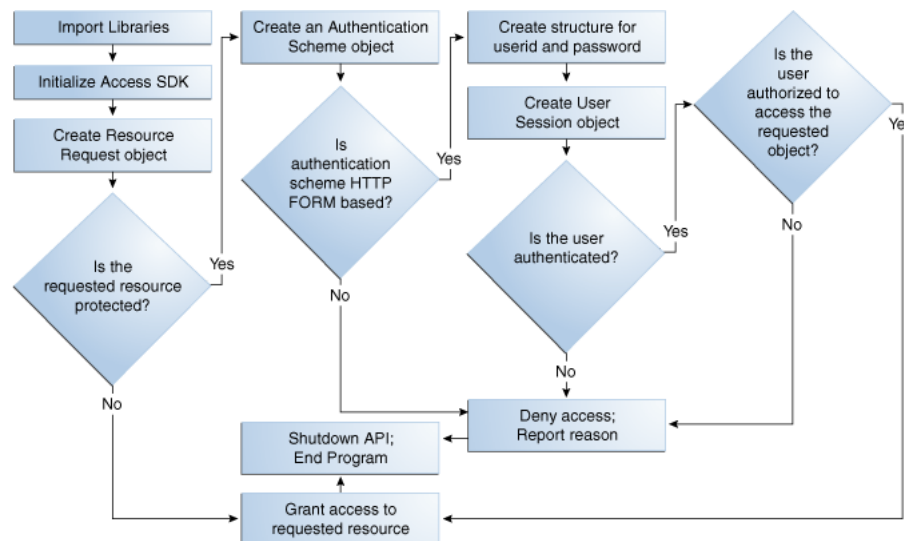 Import Libraries
Initialize Access SDK
Create Resource
Request object
Is the
requested resource
protected?
Yes
No
Create an Authentication
Scheme object
Is
authentication
scheme HTTP
FORM based?
Yes
No
Create structure for
userid and password
Create User
Session object
Is the user
authenticated?
Yes
No
Is the
user
authorized to
access the
requested
object?
No
Deny access;
Report reason
Shutdown API;
End Program
Grant access to
requested resource